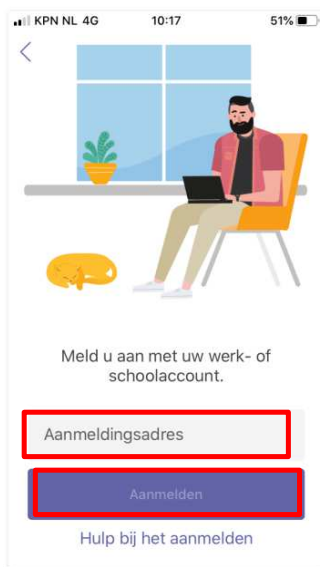 KPN NL 4G 10:17 51%
Meld u aan met uw werk- of
schoolaccount.
Aanmeldingsadres
Aanmelden
Hulp bij het aanmelden